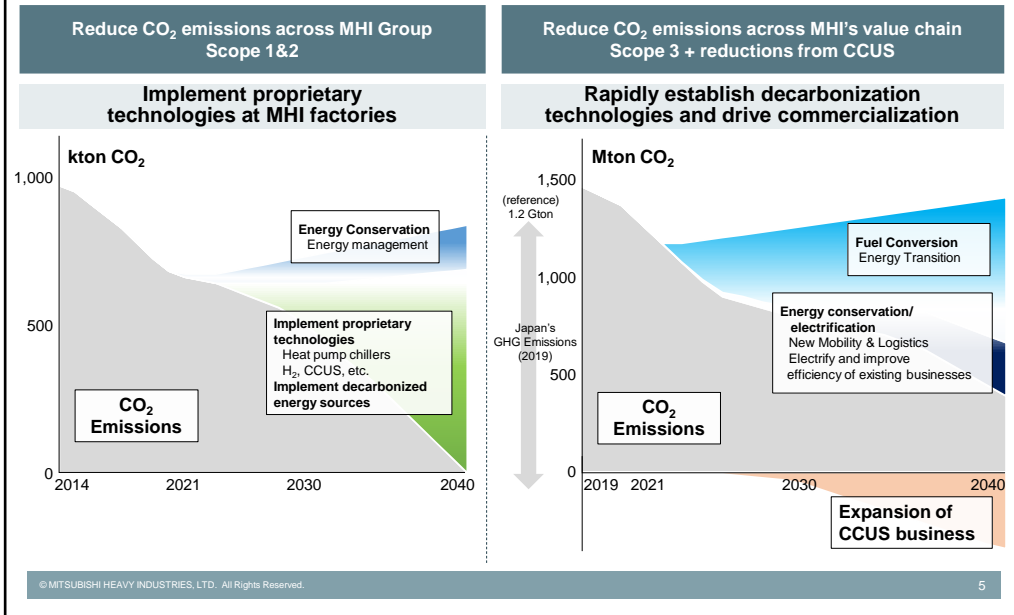 Reduce CO₂ emissions across MHI Group
Scope 1&2
Implement proprietary
technologies at MHI factories
kton CO₂
1,000
500
0
Energy Conservation
Energy management
Implement proprietary
technologies
Heat pump chillers
H₂, CCUS, etc.
Implement decarbonized
energy sources
CO₂
Emissions
2014
2021
2030
2040
Reduce CO₂ emissions across MHI's value chain
Scope 3 + reductions from CCUS
Rapidly establish decarbonization
technologies and drive commercialization
Mton CO₂
1,500
1,000
500
0
(reference)
1.2 Gton
Japan's
GHG Emissions
(2019)
Fuel Conversion
Energy Transition
Energy conservation/
electrification
New Mobility & Logistics
Electrify and improve
efficiency of existing businesses
CO₂
Emissions
2019
2021
2030
2040
Expansion of
CCUS business
© MITSUBISHI HEAVY INDUSTRIES, LTD. All Rights Reserved.
5